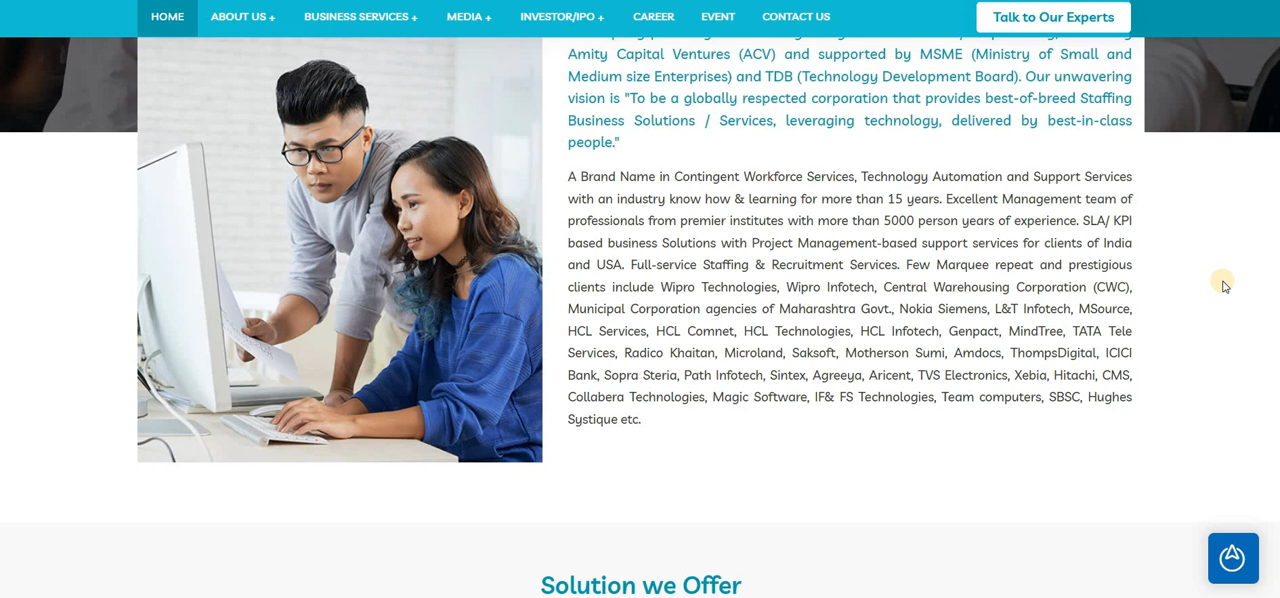 HOME
ABOUT US +
BUSINESS SERVICES +
MEDIA +
INVESTOR/IPO +
CAREER
EVENT
CONTACT US
Talk to Our Experts
Amity Capital Ventures (ACV) and supported by MSME (Ministry of Small and
Medium size Enterprises) and TDB (Technology Development Board). Our unwavering
vision is "To be a globally respected corporation that provides best-of-breed Staffing
Business Solutions / Services, leveraging technology, delivered by best-in-class
people."
A Brand Name in Contingent Workforce Services, Technology Automation and Support Services
with an industry know how & learning for more than 15 years. Excellent Management team of
professionals from premier institutes with more than 5000 person years of experience. SLA/ KPI
based business Solutions with Project Management-based support services for clients of India
and USA. Full-service Staffing & Recruitment Services. Few Marquee repeat and prestigious
clients include Wipro Technologies, Wipro Infotech, Central Warehousing Corporation (CWC),
Municipal Corporation agencies of Maharashtra Govt., Nokia Siemens, L&T Infotech, MSource,
HCL Services, HCL Comnet, HCL Technologies, HCL Infotech, Genpact, MindTree, TATA Tele
Services, Radico Khaitan, Microland, Saksoft, Motherson Sumi, Amdocs, ThompsDigital, ICICI
Bank, Sopra Steria, Path Infotech, Sintex, Agreeya, Aricent, TVS Electronics, Xebia, Hitachi, CMS,
Collabera Technologies, Magic Software, IF& FS Technologies, Team computers, SBSC, Hughes
Systique etc.
Solution we Offer